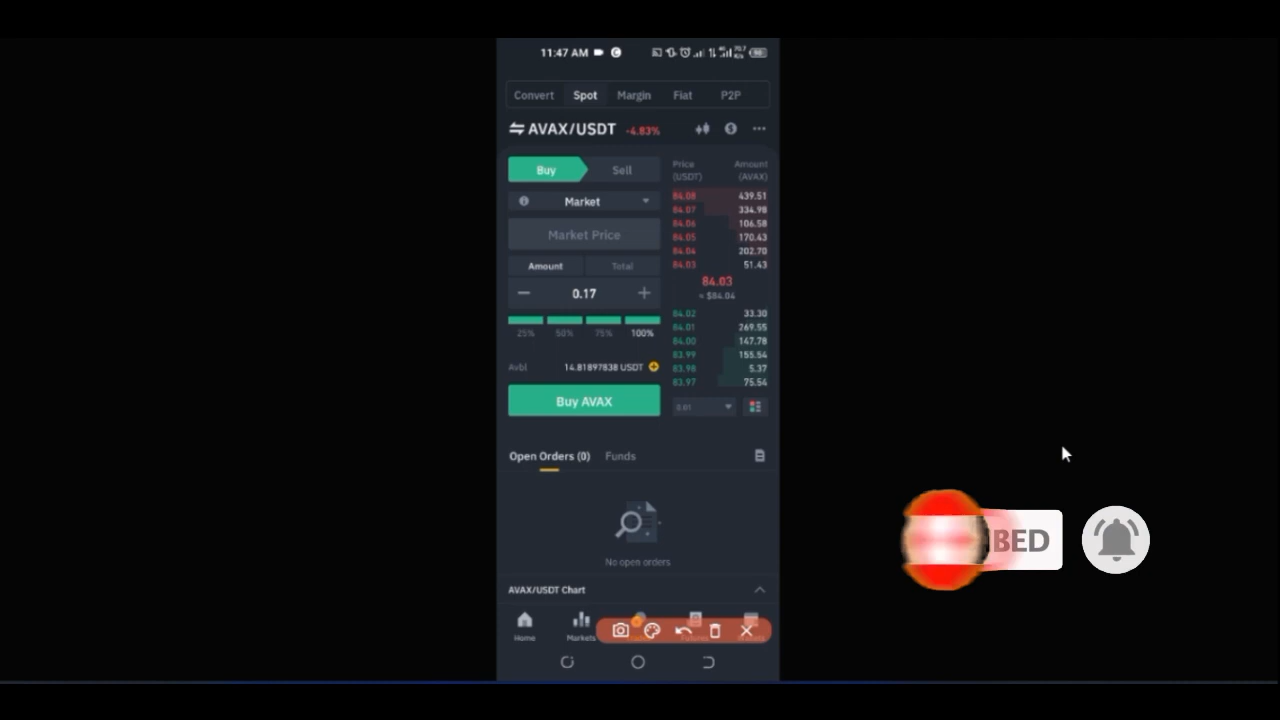 11:47 AM
Convert Spot Margin Fiat P2P
AVAX/USDT -4.83%
Buy Sell
Market
Market Price
Amount Total
0.17
25% 50% 75% 100%
Avbl 14.81897838 USDT
Buy AVAX
Price (USDT) Amount (AVAX)
84.08 439.51
84.07 334.98
84.06 106.58
84.05 170.43
84.04 202.70
84.03 51.43
84.03
≈ $84.04
84.02 33.30
84.01 269.55
84.00 147.78
83.99 155.54
83.98 5.37
83.97 75.54
0.01
Open Orders (0) Funds
No open orders
AVAX/USDT Chart
Home Markets
BED